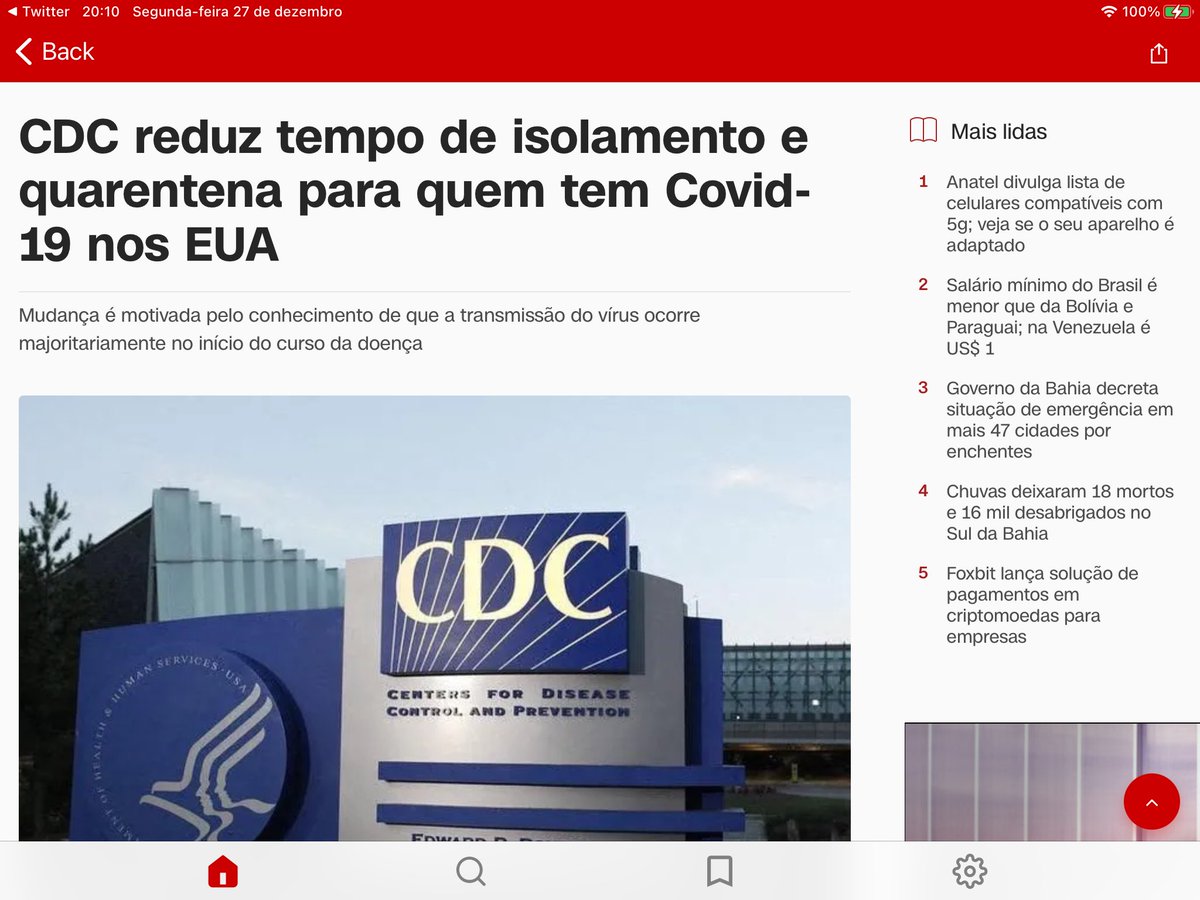 Twitter 20:10 Segunda-feira 27 de dezembro 100%
Back
CDC reduz tempo de isolamento e
quarentena para quem tem Covid-
19 nos EUA
Mudança é motivada pelo conhecimento de que a transmissão do vírus ocorre
majoritariamente no início do curso da doença
CDC
CENTERS FOR DISEASE
CONTROL AND PREVENTION
HEALTH & HUMAN SERVICES · USA
Mais lidas
1 Anatel divulga lista de
celulares compatíveis com
5g; veja se o seu aparelho é
adaptado
2 Salário mínimo do Brasil é
menor que da Bolívia e
Paraguai; na Venezuela é
US$ 1
3 Governo da Bahia decreta
situação de emergência em
mais 47 cidades por
enchentes
4 Chuvas deixaram 18 mortos
e 16 mil desabrigados no
Sul da Bahia
5 Foxbit lança solução de
pagamentos em
criptomoedas para
empresas